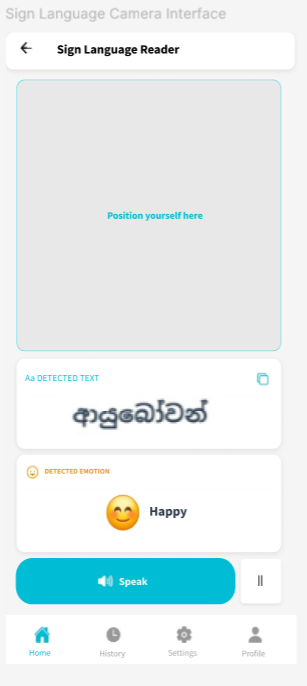 Sign Language Camera Interface
Sign Language Reader
Position yourself here
Aa DETECTED TEXT
ආයුබෝවන්
DETECTED EMOTION
Happy
Speak
Home
History
Settings
Profile